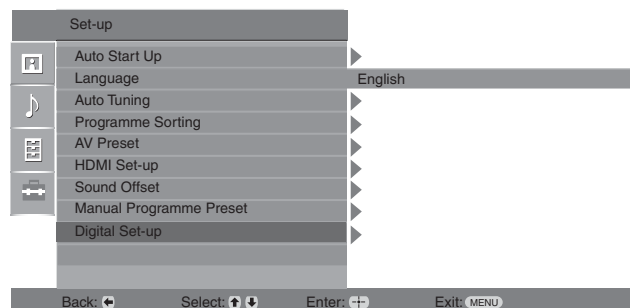 Set-up
Auto Start Up
Language English
Auto Tuning
Programme Sorting
AV Preset
HDMI Set-up
Sound Offset
Manual Programme Preset
Digital Set-up
Back: Select: Enter: Exit: MENU